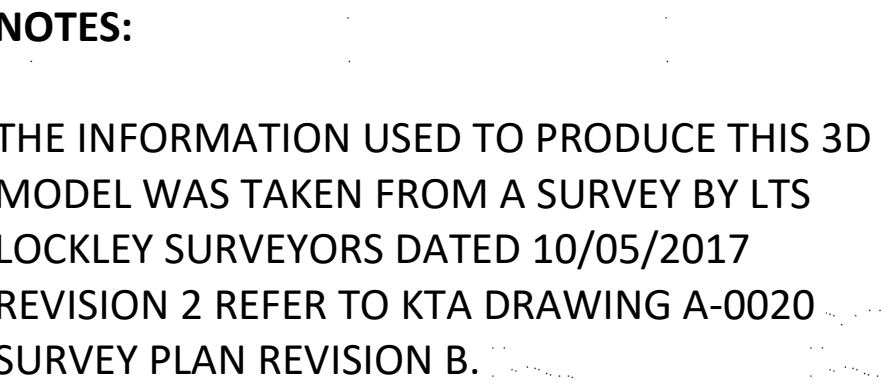 NOTES:
THE INFORMATION USED TO PRODUCE THIS 3D
MODEL WAS TAKEN FROM A SURVEY BY LTS
LOCKLEY SURVEYORS DATED 10/05/2017
REVISION 2 REFER TO KTA DRAWING A-0020
SURVEY PLAN REVISION B.